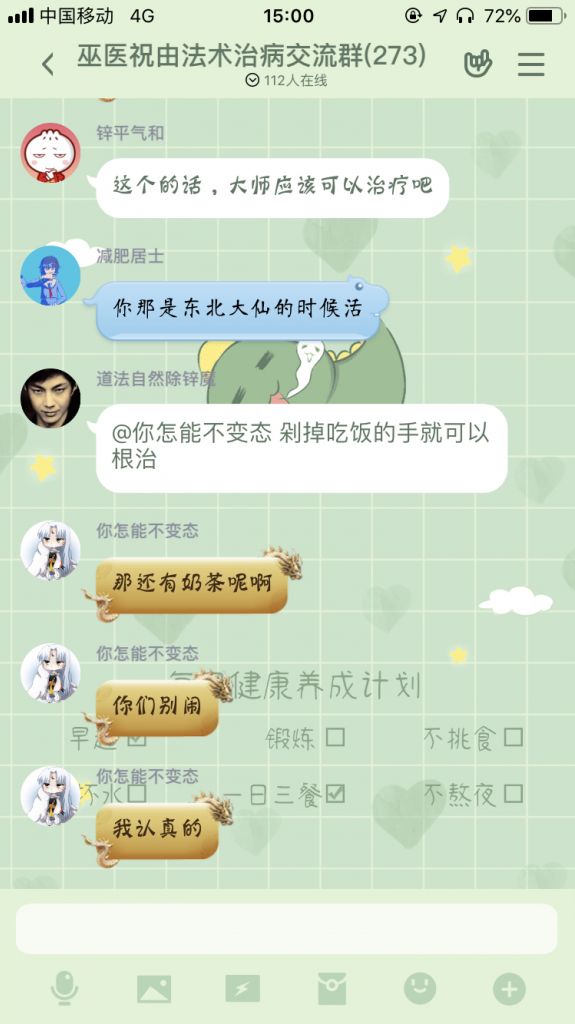 中国移动 4G 15:00 72%
巫医祝由法术治病交流群(273)
112人在线
锌平气和
这个的话，大师应该可以治疗吧
减肥居士
你那是东北大仙的时候活
道法自然除锌魔
@你怎能不变态 剁掉吃饭的手就可以
根治
你怎能不变态
那还有奶茶呢啊
你怎能不变态
健康养成计划
你们别闹
早起 锻炼 不挑食
你怎能不变态
杯水 一日三餐 不熬夜
我认真的